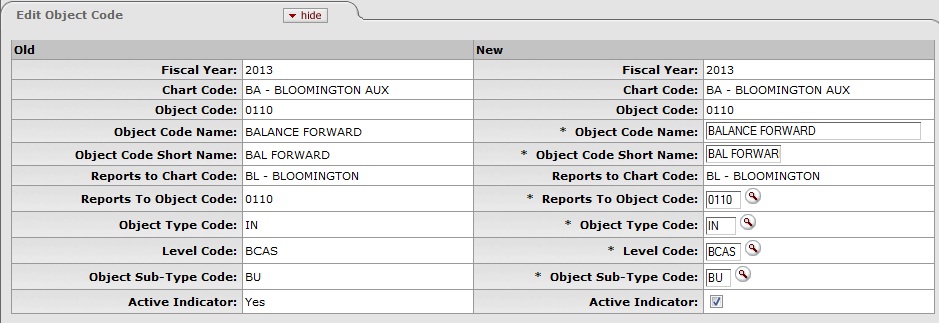 Edit Object Code hide
Old New
Fiscal Year: 2013 Fiscal Year: 2013
Chart Code: BA - BLOOMINGTON AUX Chart Code: BA - BLOOMINGTON AUX
Object Code: 0110 Object Code: 0110
Object Code Name: BALANCE FORWARD * Object Code Name: BALANCE FORWARD
Object Code Short Name: BAL FORWARD * Object Code Short Name: BAL FORWAR
Reports to Chart Code: BL - BLOOMINGTON Reports to Chart Code: BL - BLOOMINGTON
Reports To Object Code: 0110 * Reports To Object Code: 0110
Object Type Code: IN * Object Type Code: IN
Level Code: BCAS * Level Code: BCAS
Object Sub-Type Code: BU * Object Sub-Type Code: BU
Active Indicator: Yes Active Indicator: